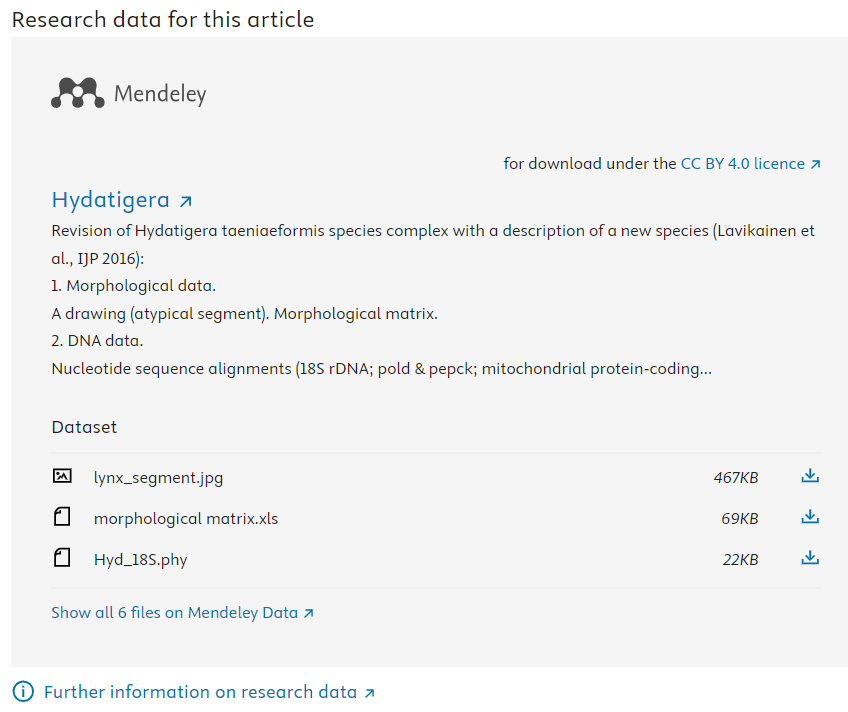 Research data for this article
Mendeley
for download under the CC BY 4.0 licence
Hydatigera
Revision of Hydatigera taeniaeformis species complex with a description of a new species (Lavikainen et
al., IJP 2016):
1. Morphological data.
A drawing (atypical segment). Morphological matrix.
2. DNA data.
Nucleotide sequence alignments (18S rDNA; pold & pepck; mitochondrial protein-coding...
Dataset
lynx_segment.jpg 467KB
morphological matrix.xls 69KB
Hyd_18S.phy 22KB
Show all 6 files on Mendeley Data
Further information on research data